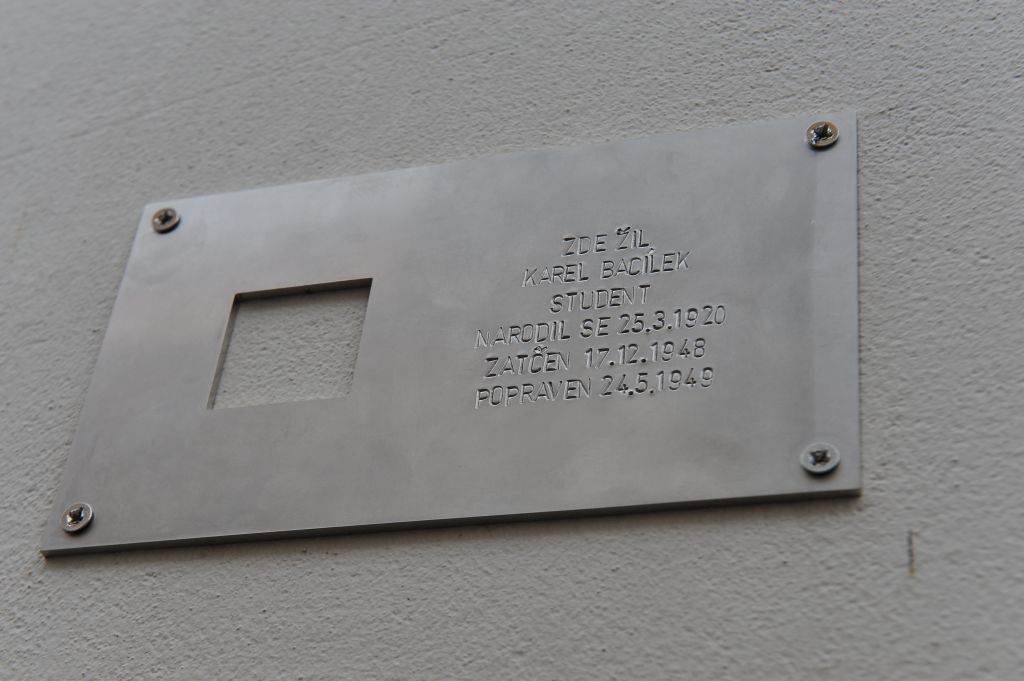 ZDE ŽIL
KAREL BACÍLEK
STUDENT
NARODIL SE 25.3.1920
ZATČEN 17.12.1948
POPRAVEN 24.5.1949